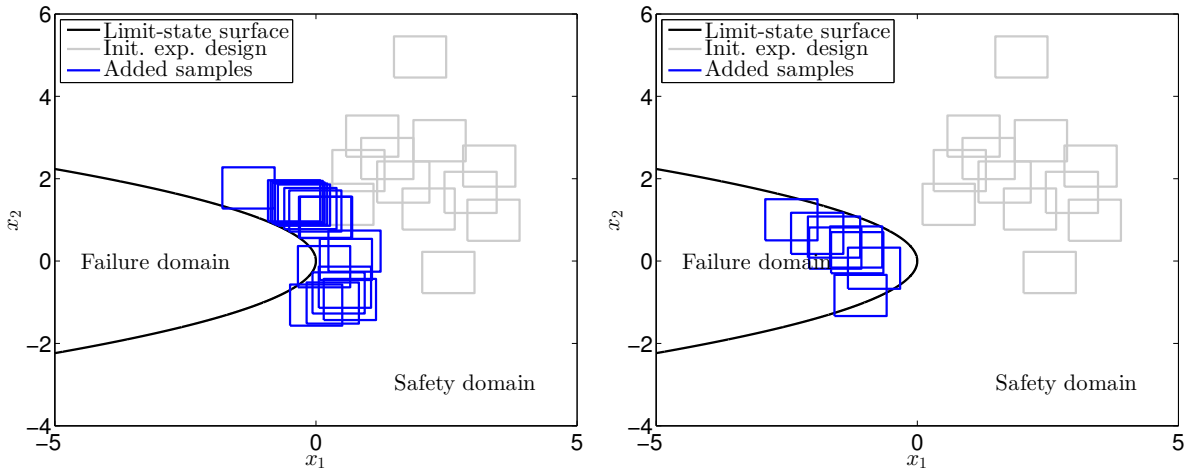 6
4
2
0
−2
−4
−5
0
5
x₂
x₁
Limit-state surface
Init. exp. design
Added samples
Failure domain
Safety domain
6
4
2
0
−2
−4
−5
0
5
x₂
x₁
Limit-state surface
Init. exp. design
Added samples
Failure domain
Safety domain